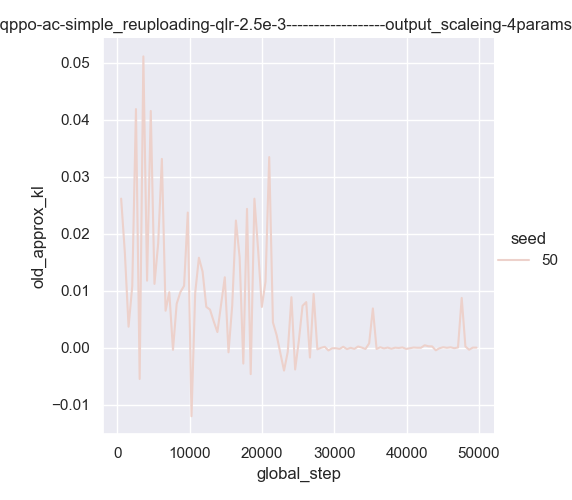 qppo-ac-simple_reuploading-qlr-2.5e-3------------------output_scaleing-4params
0.05
0.04
0.03
0.02
0.01
0.00
−0.01
old_approx_kl
0 10000 20000 30000 40000 50000
global_step
seed
50